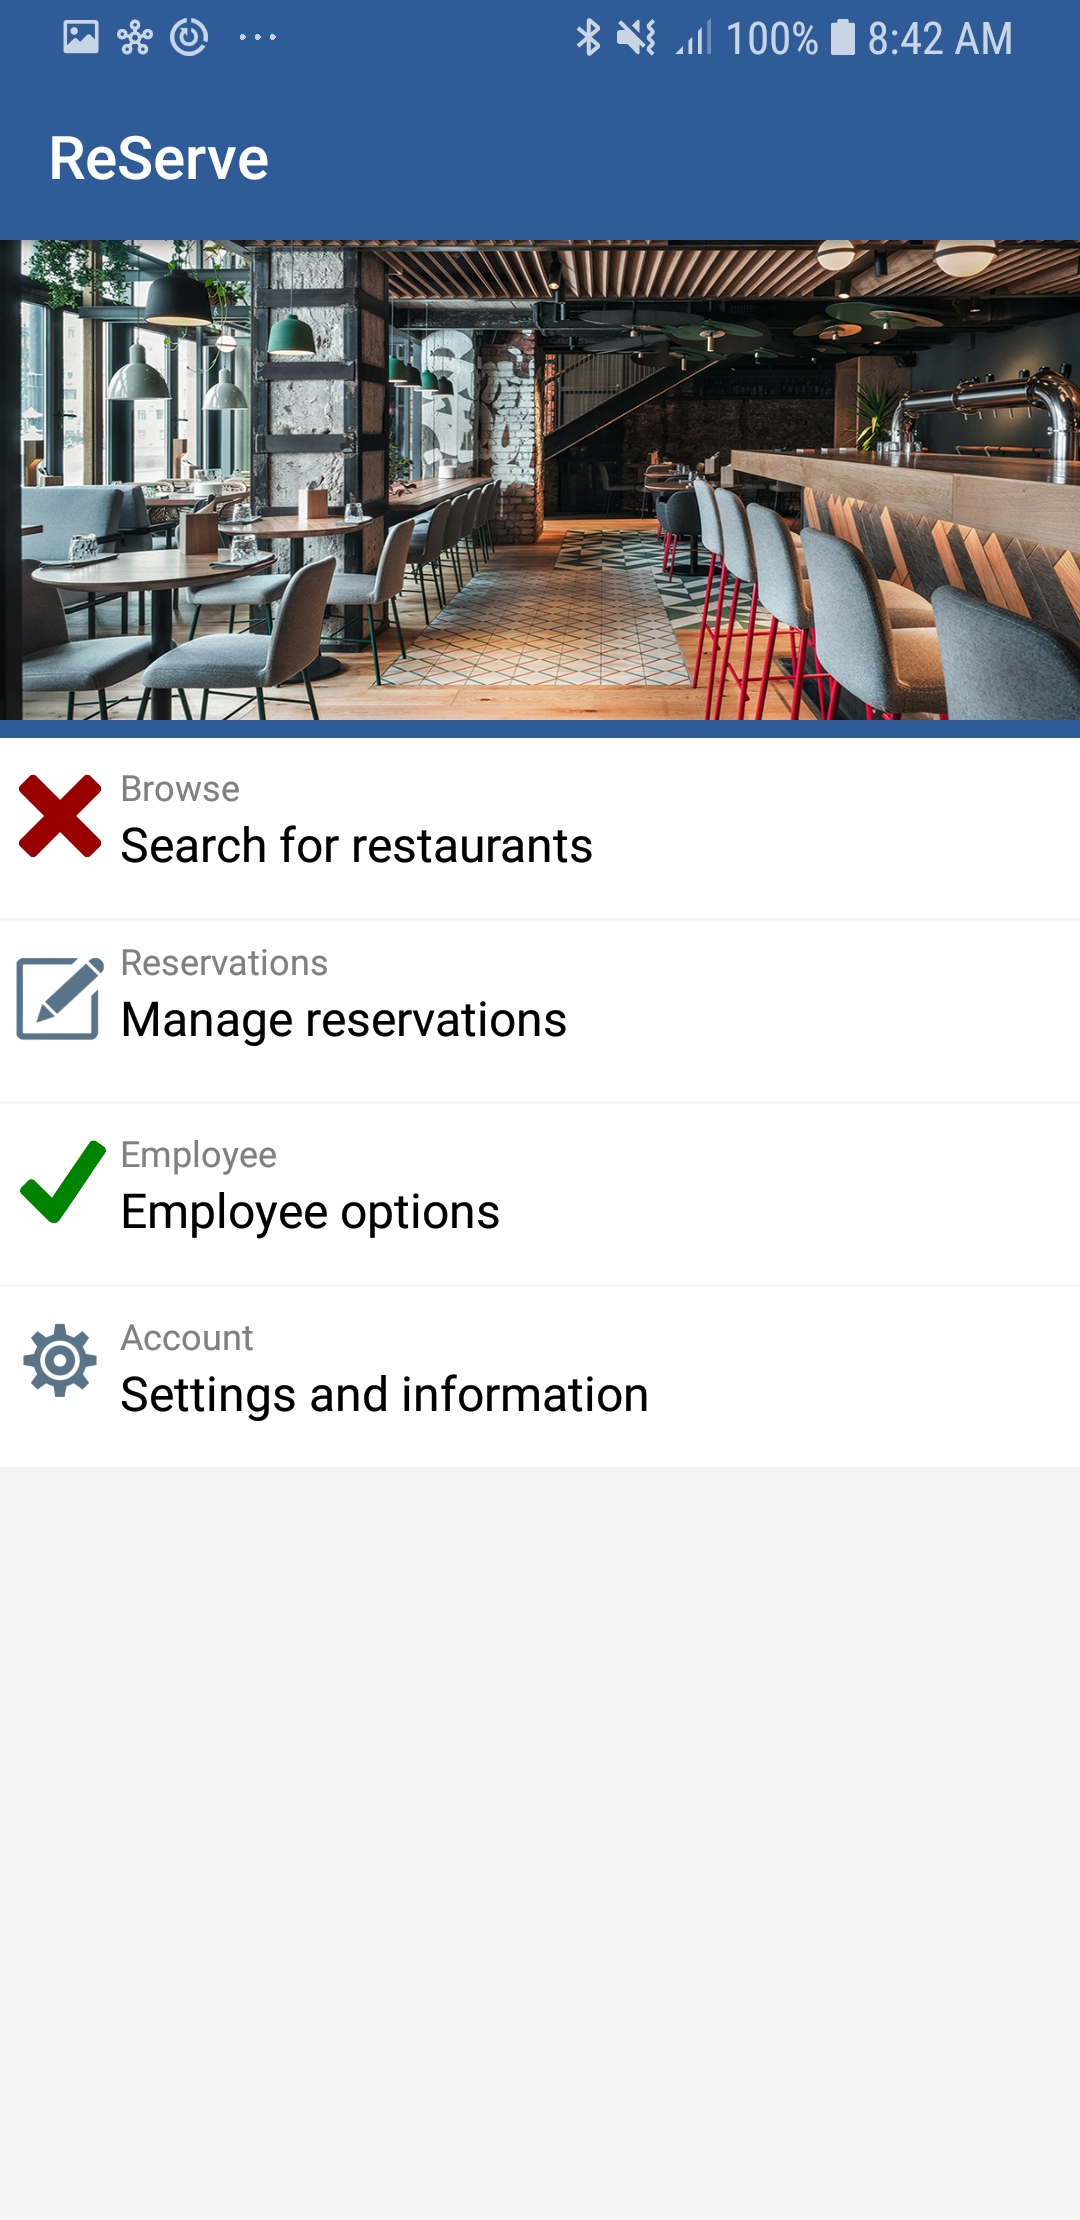 100% 8:42 AM
ReServe
Browse
Search for restaurants
Reservations
Manage reservations
Employee
Employee options
Account
Settings and information